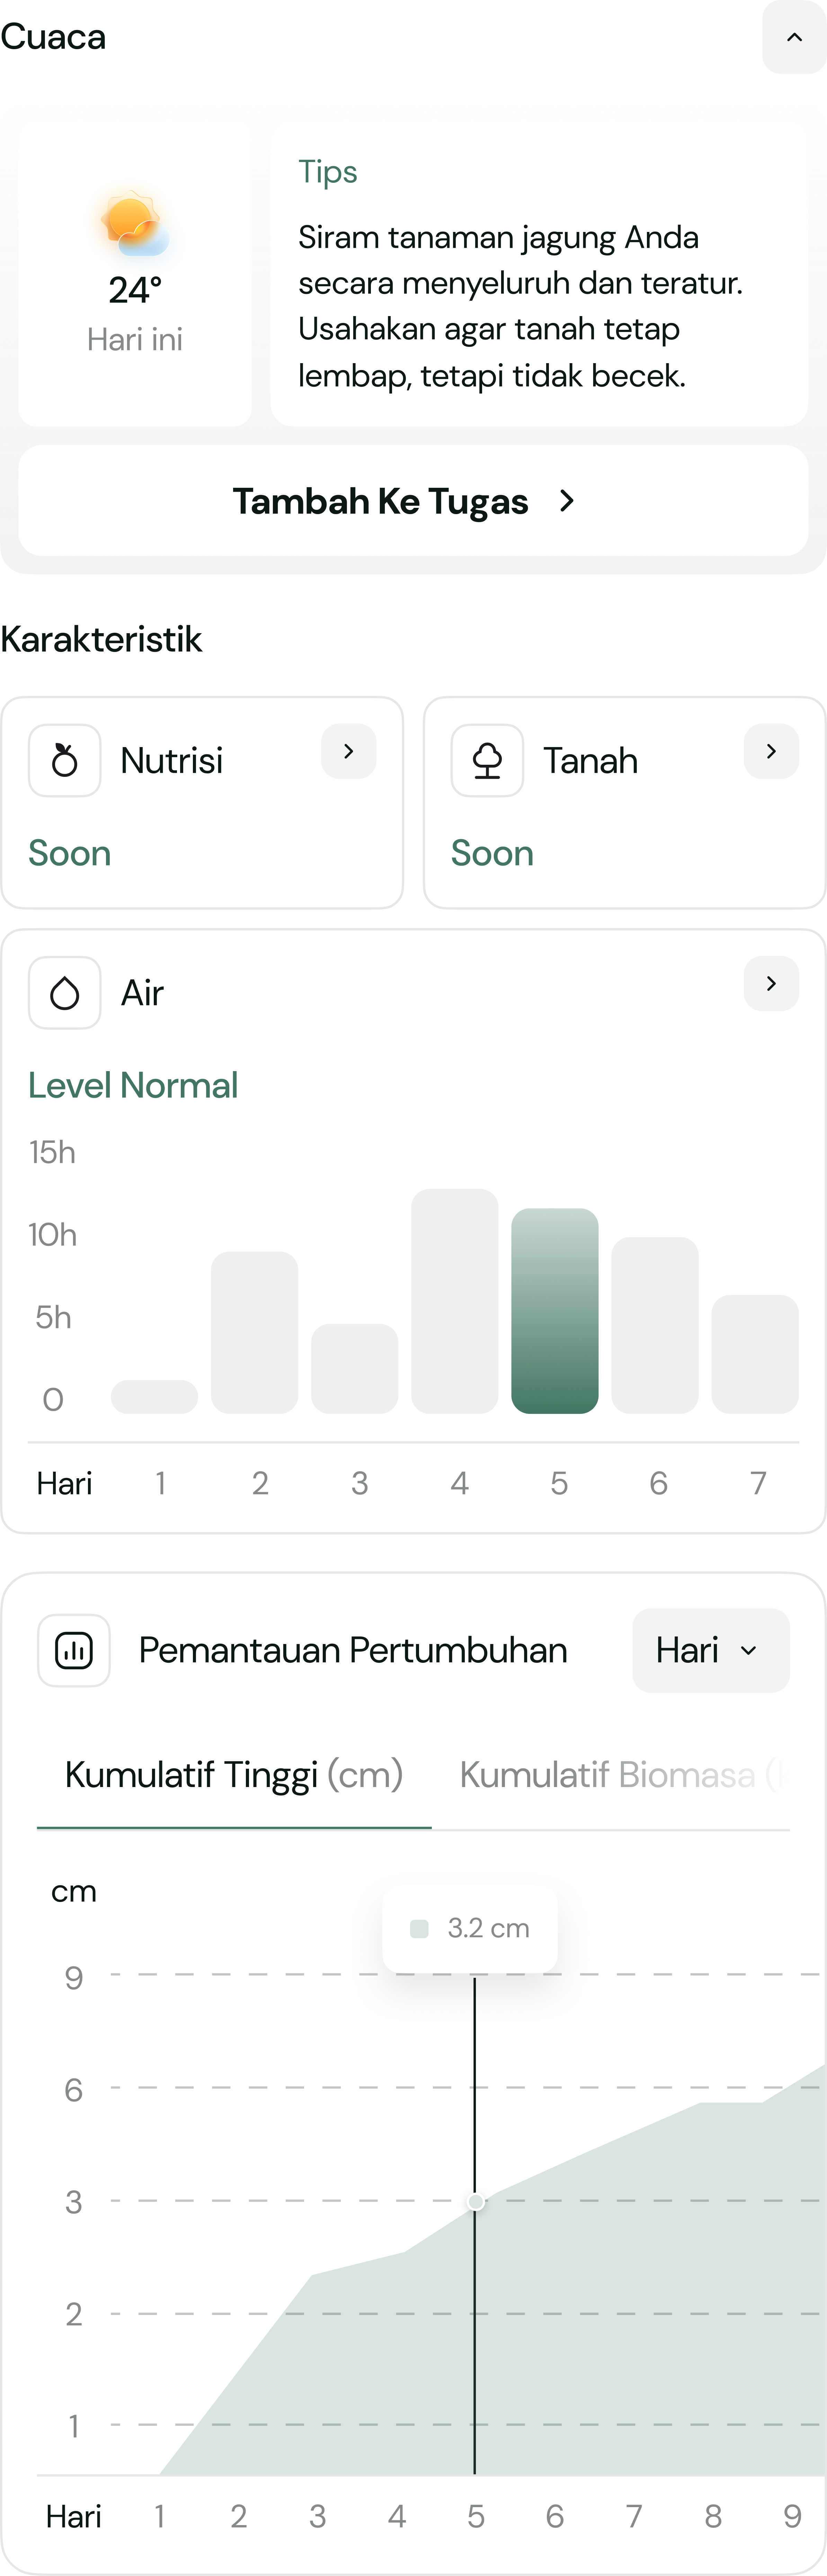 Cuaca
24°
Hari ini
Tips
Siram tanaman jagung Anda
secara menyeluruh dan teratur.
Usahakan agar tanah tetap
lembap, tetapi tidak becek.
Tambah Ke Tugas
Karakteristik
Nutrisi
Soon
Tanah
Soon
Air
Level Normal
15h
10h
5h
0
Hari 1 2 3 4 5 6 7
Pemantauan Pertumbuhan
Hari
Kumulatif Tinggi (cm)
Kumulatif Biomasa (
cm
3.2 cm
9
6
3
2
1
Hari 1 2 3 4 5 6 7 8 9